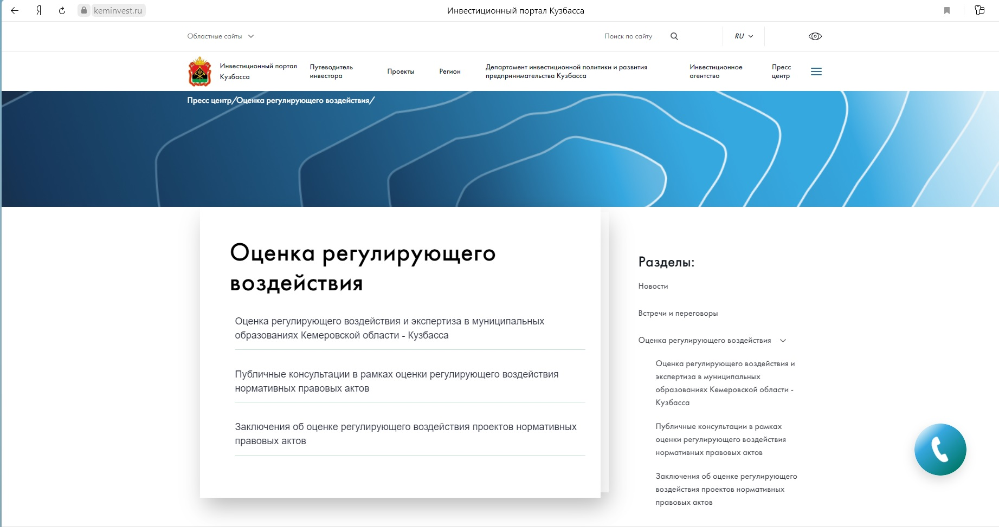 Я
keminvest.ru
Инвестиционный портал Кузбасса
Областные сайты
Поиск по сайту
RU
Инвестиционный портал
Кузбасса
Путеводитель
инвестора
Проекты
Регион
Департамент инвестиционной политики и развития
предпринимательства Кузбасса
Инвестиционное
агентство
Пресс
центр
Пресс центр/Оценка регулирующего воздействия/
Оценка регулирующего
воздействия
Оценка регулирующего воздействия и экспертиза в муниципальных
образованиях Кемеровской области - Кузбасса
Публичные консультации в рамках оценки регулирующего воздействия
нормативных правовых актов
Заключения об оценке регулирующего воздействия проектов нормативных
правовых актов
Разделы:
Новости
Встречи и переговоры
Оценка регулирующего воздействия
Оценка регулирующего воздействия и
экспертиза в муниципальных
образованиях Кемеровской области -
Кузбасса
Публичные консультации в рамках
оценки регулирующего воздействия
нормативных правовых актов
Заключения об оценке регулирующего
воздействия проектов нормативных
правовых актов